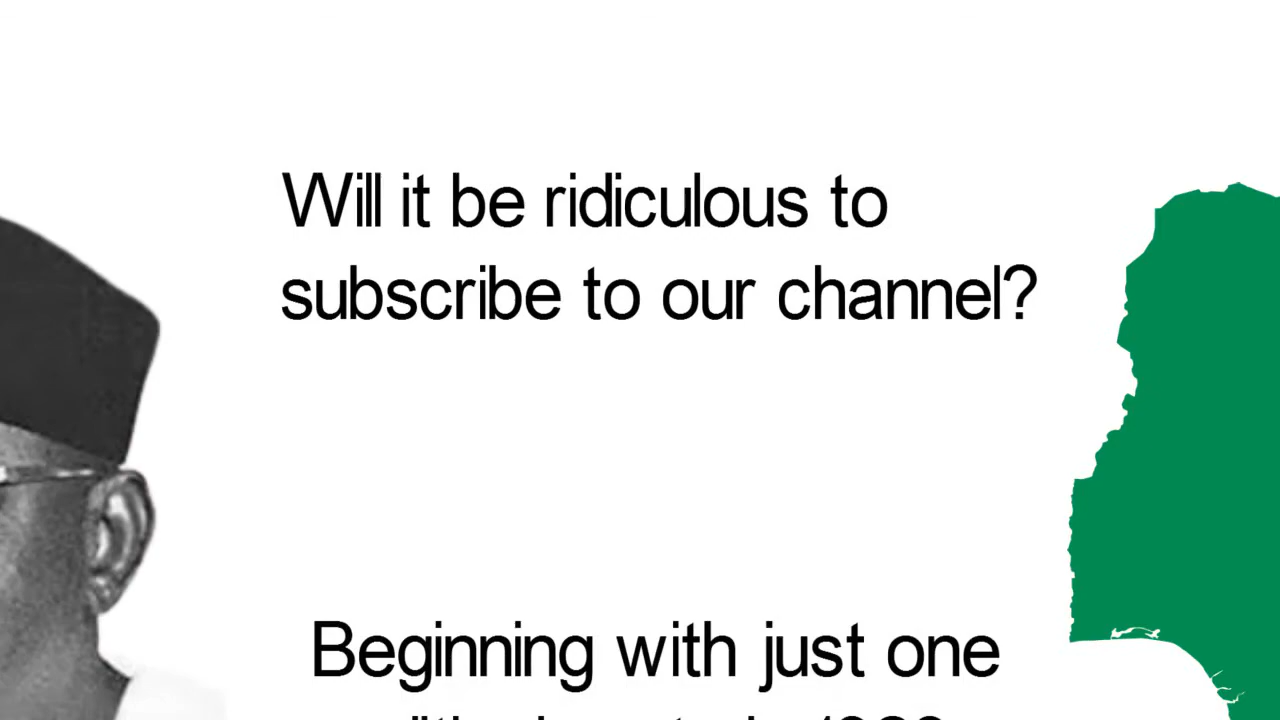 Will it be ridiculous to
subscribe to our channel?
Beginning with just one